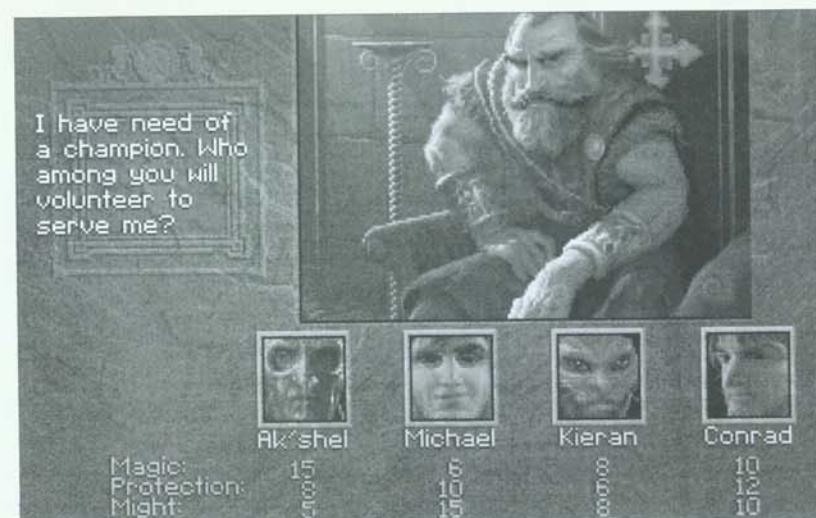 I have need of
a champion. Who
among you will
volunteer to
serve me?
Ak'shel Michael Kieran Conrad
Magic: 15 6 8 10
Protection: 8 10 6 12
Might: 5 15 8 10